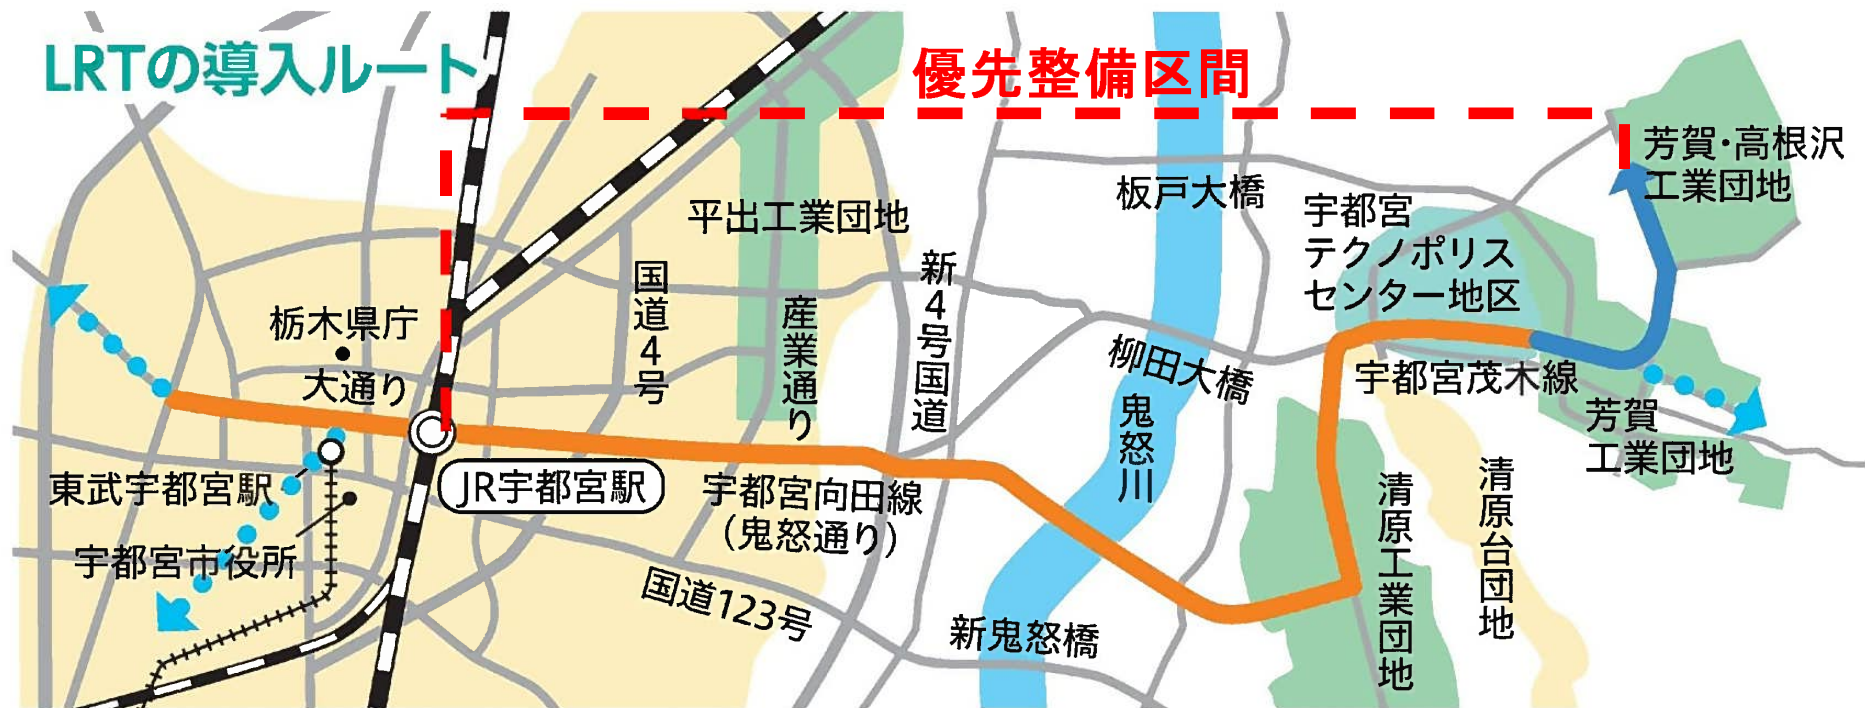 LRTの導入ルート
優先整備区間
芳賀・高根沢
工業団地
板戸大橋
宇都宮
テクノポリス
センター地区
平出工業団地
新4号国道
国道4号
産業通り
栃木県庁
大通り
柳田大橋
鬼怒川
宇都宮茂木線
芳賀
工業団地
東武宇都宮駅
JR宇都宮駅
宇都宮向田線
（鬼怒通り）
清原工業団地
清原台団地
宇都宮市役所
国道123号
新鬼怒橋